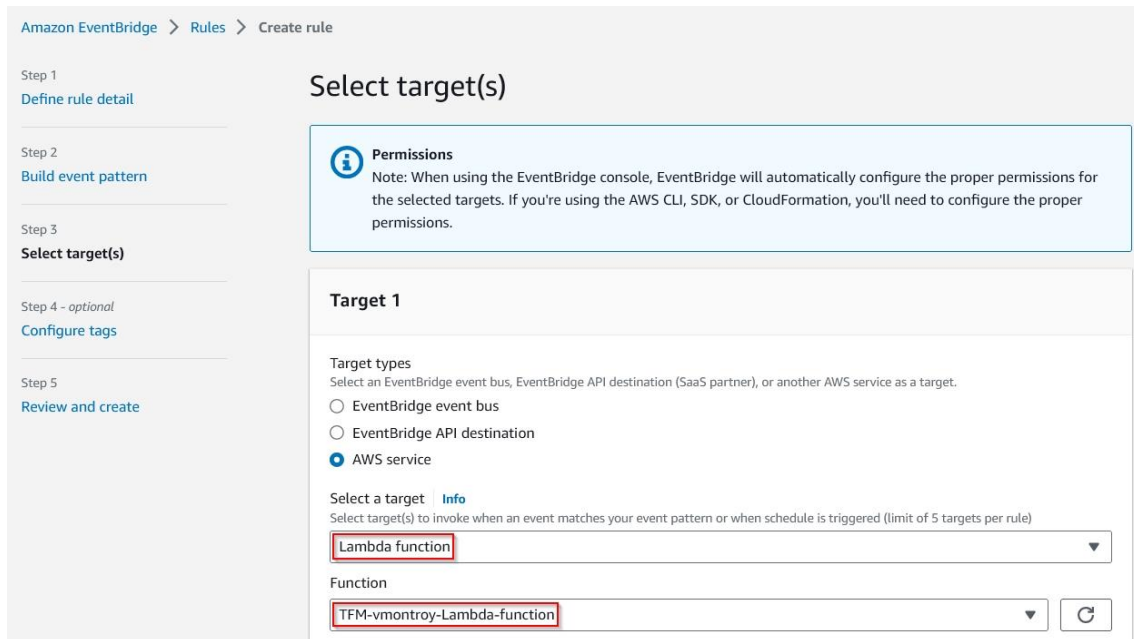 Amazon EventBridge > Rules > Create rule
Step 1
Define rule detail
Step 2
Build event pattern
Step 3
Select target(s)
Step 4 - optional
Configure tags
Step 5
Review and create
Select target(s)
Permissions
Note: When using the EventBridge console, EventBridge will automatically configure the proper permissions for
the selected targets. If you're using the AWS CLI, SDK, or CloudFormation, you'll need to configure the proper
permissions.
Target 1
Target types
Select an EventBridge event bus, EventBridge API destination (SaaS partner), or another AWS service as a target.
EventBridge event bus
EventBridge API destination
AWS service
Select a target Info
Select target(s) to invoke when an event matches your event pattern or when schedule is triggered (limit of 5 targets per rule)
Lambda function
Function
TFM-vmontroy-Lambda-function